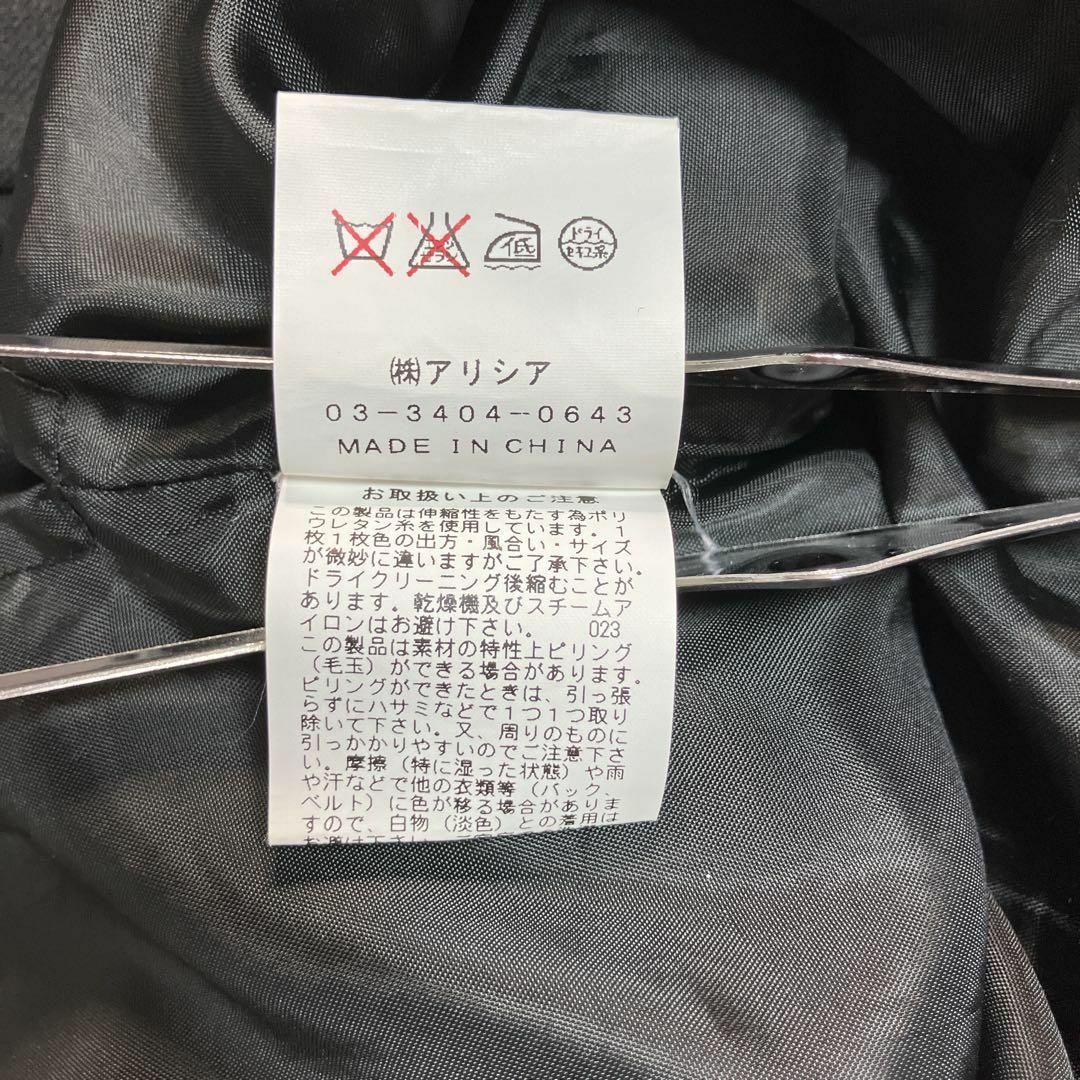 エンソ サラシ
低
ドライ
セキユ系
㈱アリシア
03-3404-0643
MADE IN CHINA
お取扱い上のご注意
この製品は伸縮性をもたす為ポリ
ウレタン糸を使用しています。1
枚1枚色の出方・風合い・サイズ
が微妙に違いますがご了承下さい。
ドライクリーニング後縮むことが
あります。乾燥機及びスチームア
イロンはお避け下さい。 023
この製品は素材の特性上ピリング
（毛玉）ができる場合があります。
ピリングができたときは、引っ張
らずにハサミなどで1つ1つ取り
除いて下さい。又、周りのものに
引っかかりやすいのでご注意下さ
い。摩擦（特に湿った状態）や雨
や汗などで他の衣類等（バック、
ベルト）に色が移る場合がありま
すので、白物（淡色）との着用は
お避け下さい。